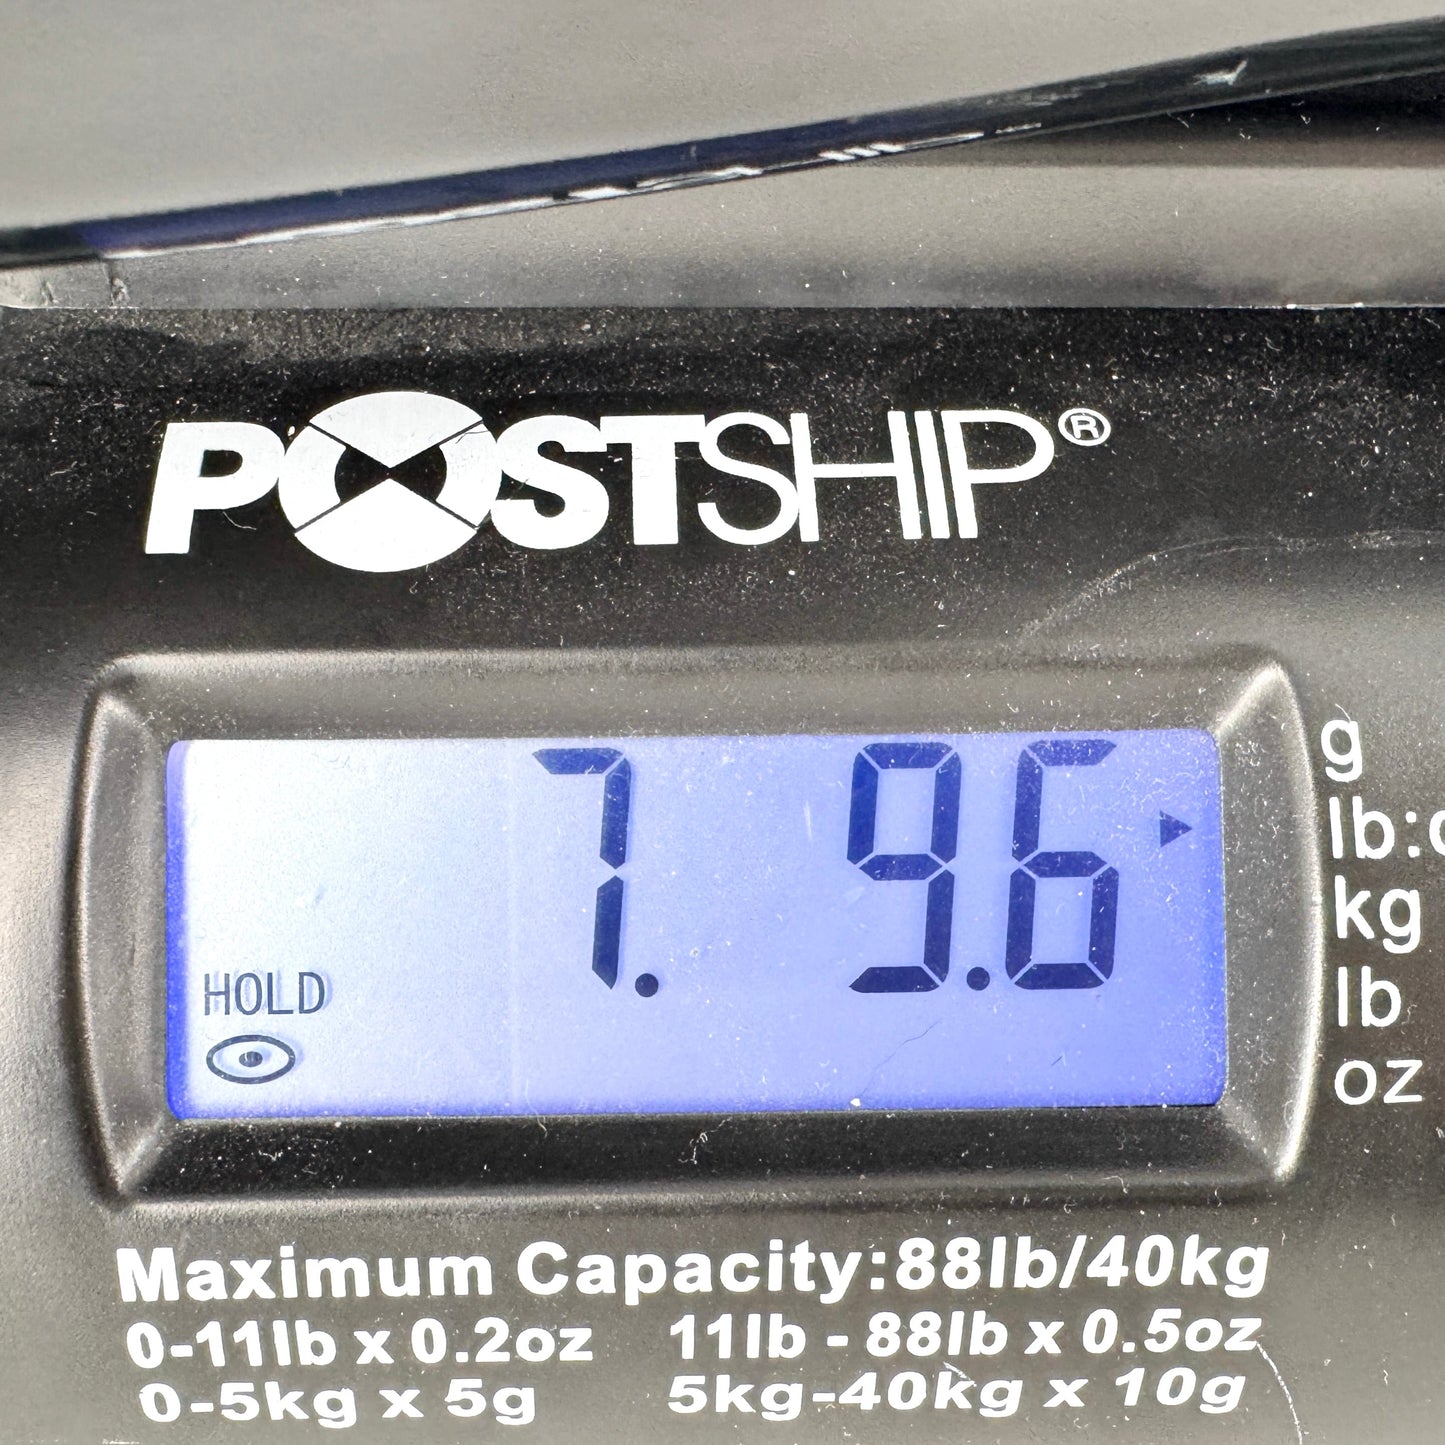 POSTSHIP®
7. 9.6
HOLD
g
lb:o
kg
lb
oz
Maximum Capacity:88lb/40kg
0-11lb x 0.2oz 11lb - 88lb x 0.5oz
0-5kg x 5g 5kg-40kg x 10g